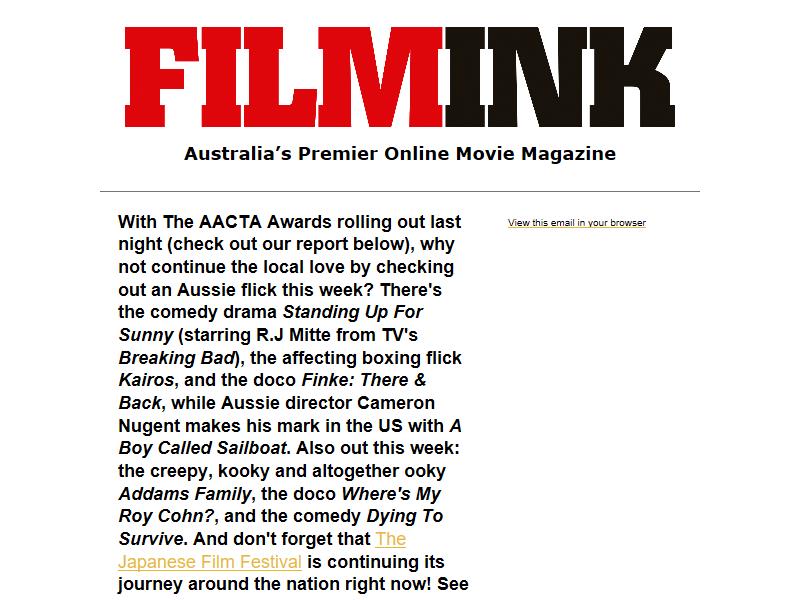 FILMINK
Australia's Premier Online Movie Magazine
With The AACTA Awards rolling out last
night (check out our report below), why
not continue the local love by checking
out an Aussie flick this week? There's
the comedy drama Standing Up For
Sunny (starring R.J Mitte from TV's
Breaking Bad), the affecting boxing flick
Kairos, and the doco Finke: There &
Back, while Aussie director Cameron
Nugent makes his mark in the US with A
Boy Called Sailboat. Also out this week:
the creepy, kooky and altogether ooky
Addams Family, the doco Where's My
Roy Cohn?, and the comedy Dying To
Survive. And don't forget that The
Japanese Film Festival is continuing its
journey around the nation right now! See
View this email in your browser